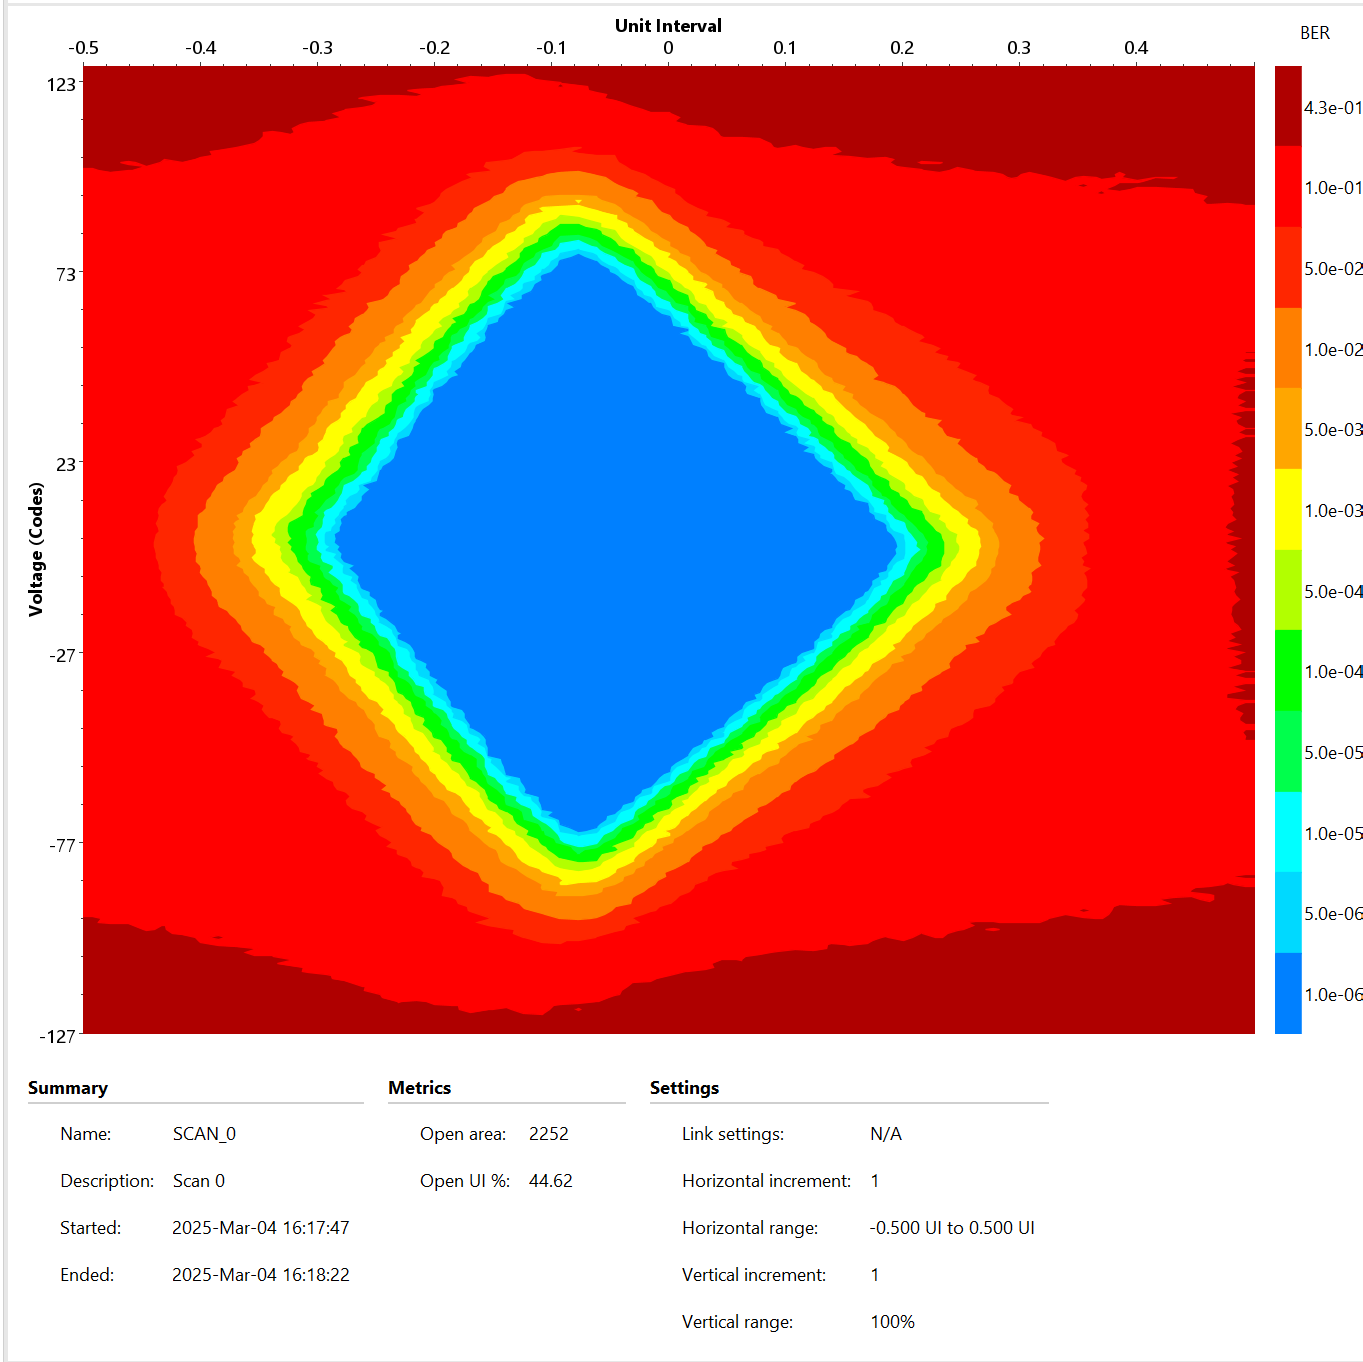 Unit Interval
BER
-0.5 -0.4 -0.3 -0.2 -0.1 0 0.1 0.2 0.3 0.4
123
73
23
-27
-77
-127
Voltage (Codes)
4.3e-01
1.0e-01
5.0e-02
1.0e-02
5.0e-03
1.0e-03
5.0e-04
1.0e-04
5.0e-05
1.0e-05
5.0e-06
1.0e-06
Summary
Name: SCAN_0
Description: Scan 0
Started: 2025-Mar-04 16:17:47
Ended: 2025-Mar-04 16:18:22
Metrics
Open area: 2252
Open UI %: 44.62
Settings
Link settings: N/A
Horizontal increment: 1
Horizontal range: -0.500 UI to 0.500 UI
Vertical increment: 1
Vertical range: 100%